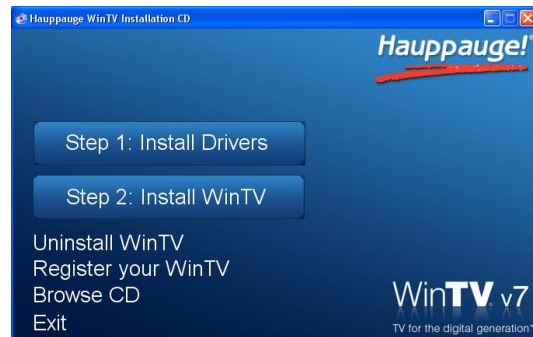 Hauppauge WinTV Installation CD
Hauppauge!
Step 1: Install Drivers
Step 2: Install WinTV
Uninstall WinTV
Register your WinTV
Browse CD
Exit
WinTV v7
TV for the digital generation™